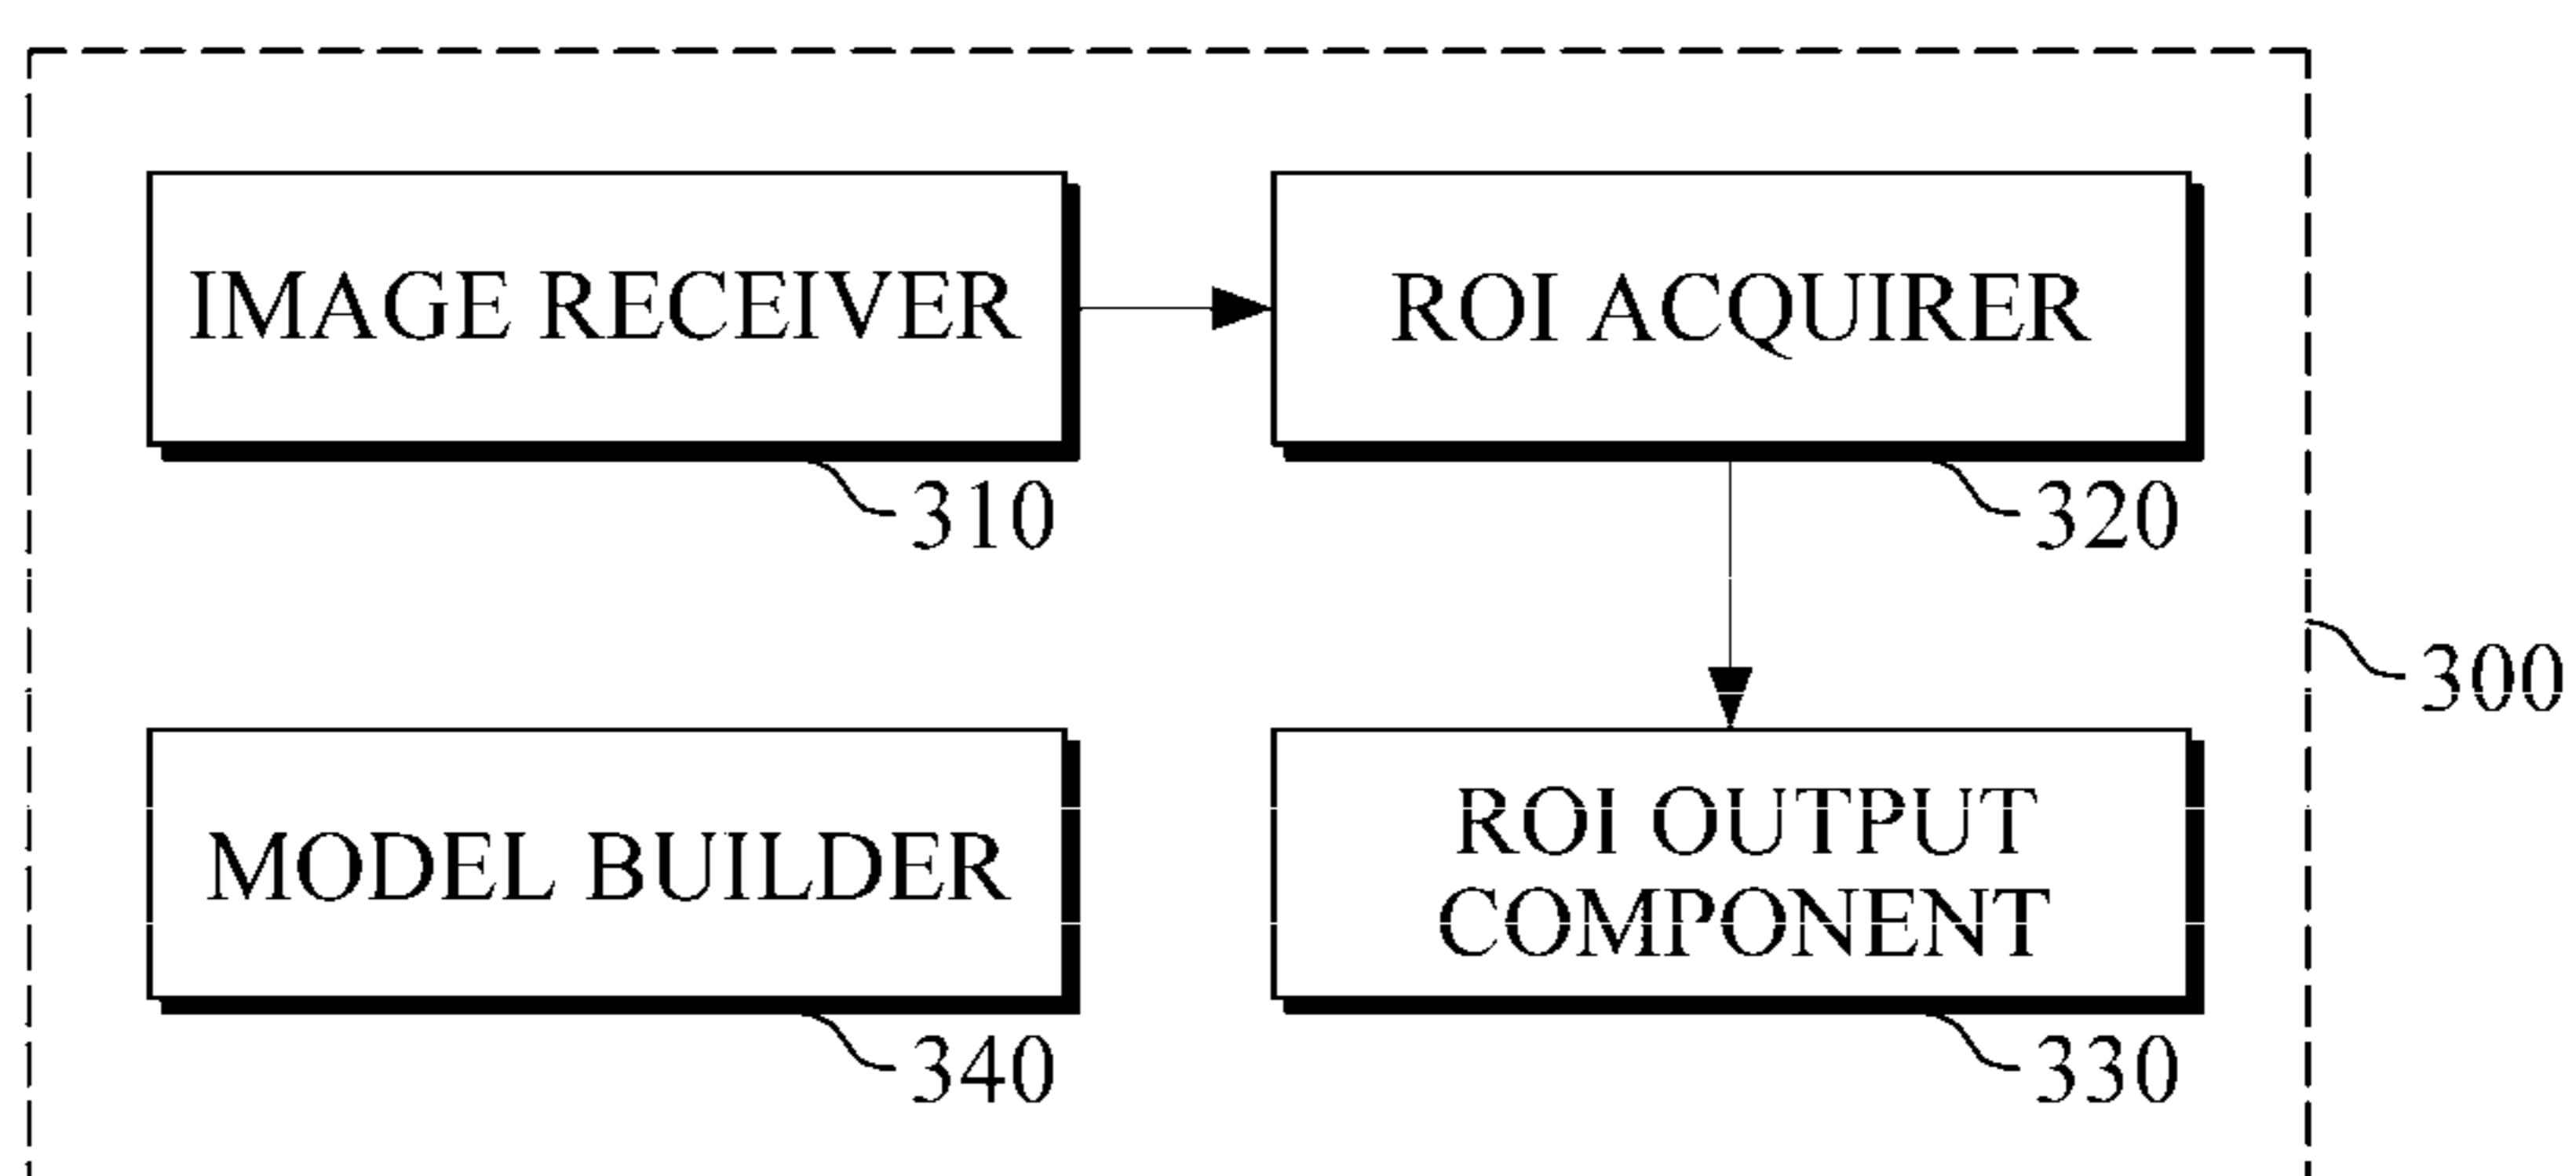 IMAGE RECEIVER
310
ROI ACQUIRER
320
300
MODEL BUILDER
340
ROI OUTPUT
COMPONENT
330